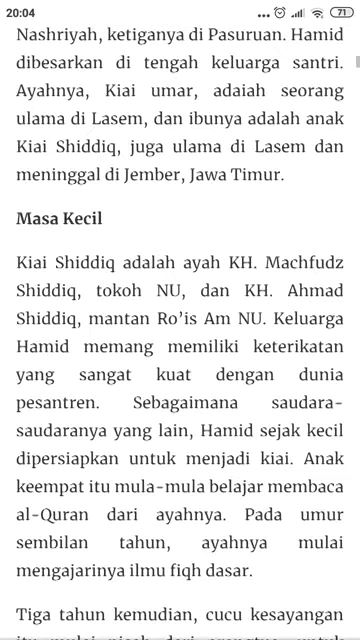 20:04
71
Nashriyah, ketiganya di Pasuruan. Hamid
dibesarkan di tengah keluarga santri.
Ayahnya, Kiai umar, adaiah seorang
ulama di Lasem, dan ibunya adalah anak
Kiai Shiddiq, juga ulama di Lasem dan
meninggal di Jember, Jawa Timur.
Masa Kecil
Kiai Shiddiq adalah ayah KH. Machfudz
Shiddiq, tokoh NU, dan KH. Ahmad
Shiddiq, mantan Ro’is Am NU. Keluarga
Hamid memang memiliki keterikatan
yang sangat kuat dengan dunia
pesantren. Sebagaimana saudara-
saudaranya yang lain, Hamid sejak kecil
dipersiapkan untuk menjadi kiai. Anak
keempat itu mula-mula belajar membaca
al-Quran dari ayahnya. Pada umur
sembilan tahun, ayahnya mulai
mengajarinya ilmu fiqh dasar.
Tiga tahun kemudian, cucu kesayangan